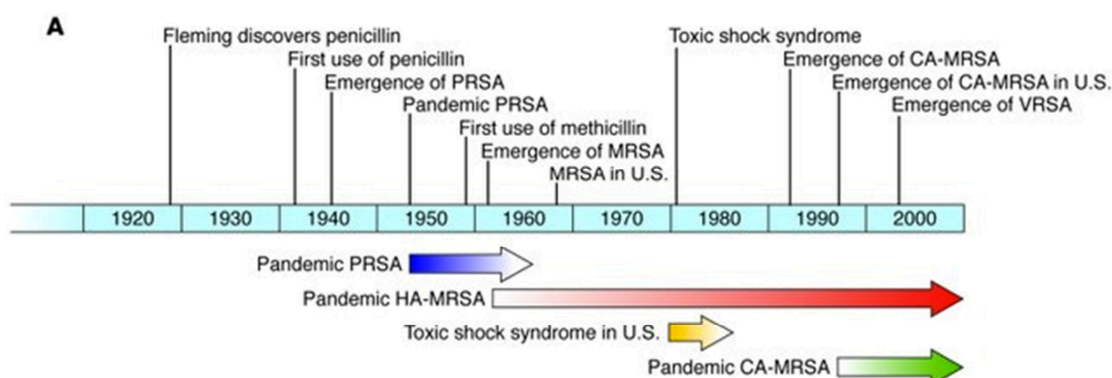 A
Fleming discovers penicillin
Toxic shock syndrome
First use of penicillin
Emergence of CA-MRSA
Emergence of PRSA
Emergence of CA-MRSA in U.S.
Pandemic PRSA
Emergence of VRSA
First use of methicillin
Emergence of MRSA
MRSA in U.S.
1920 1930 1940 1950 1960 1970 1980 1990 2000
Pandemic PRSA
Pandemic HA-MRSA
Toxic shock syndrome in U.S.
Pandemic CA-MRSA